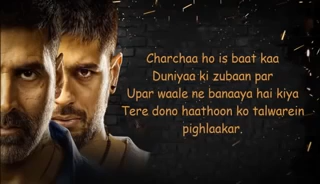 Charchaa ho is baat kaa
Duniyaa ki zubaan par
Upar waale ne banaaya hai kiya
Tere dono haathoon ko talwarein
pighlaakar.